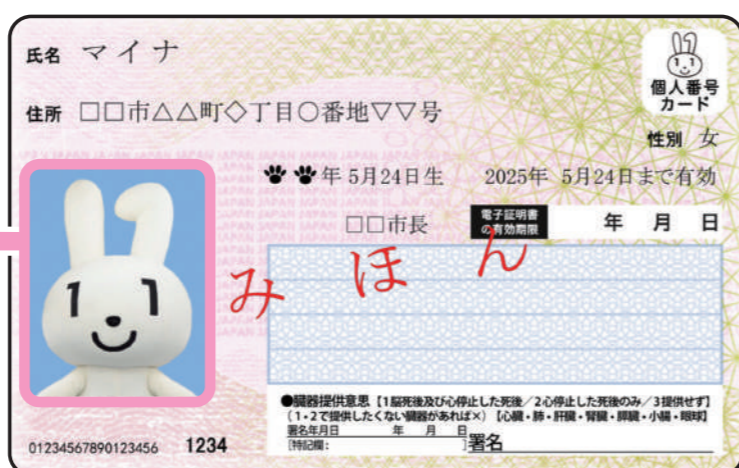 氏名 マイナ
個人番号
カード
住所 □□市△△町◇丁目○番地▽▽号
性別 女
年 5月24日生 2025年 5月24日まで有効
□□市長 電子証明書の有効期限 年 月 日
みほん
●臓器提供意思【1脳死後及び心停止した死後／2心停止した死後のみ／3提供せず】
(1・2で提供したくない臓器があれば×)【心臓・肺・肝臓・腎臓・膵臓・小腸・眼球】
署名年月日 年 月 日
[特記欄: ]署名
01234567890123456 1234